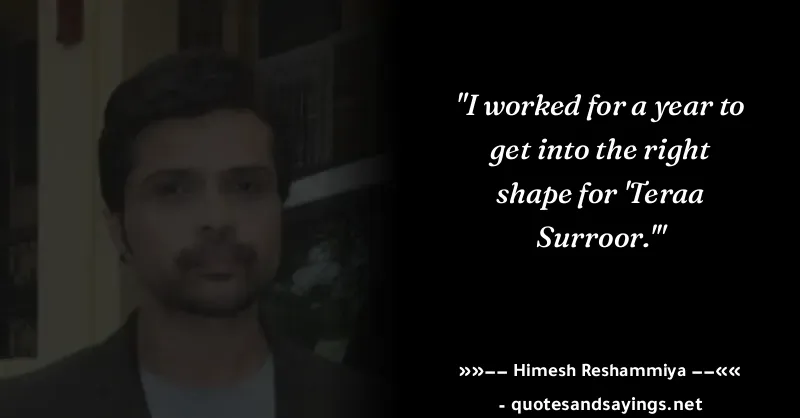 "I worked for a year to
get into the right
shape for 'Teraa
Surroor.'"
»»−− Himesh Reshammiya −−««
- quotesandsayings.net